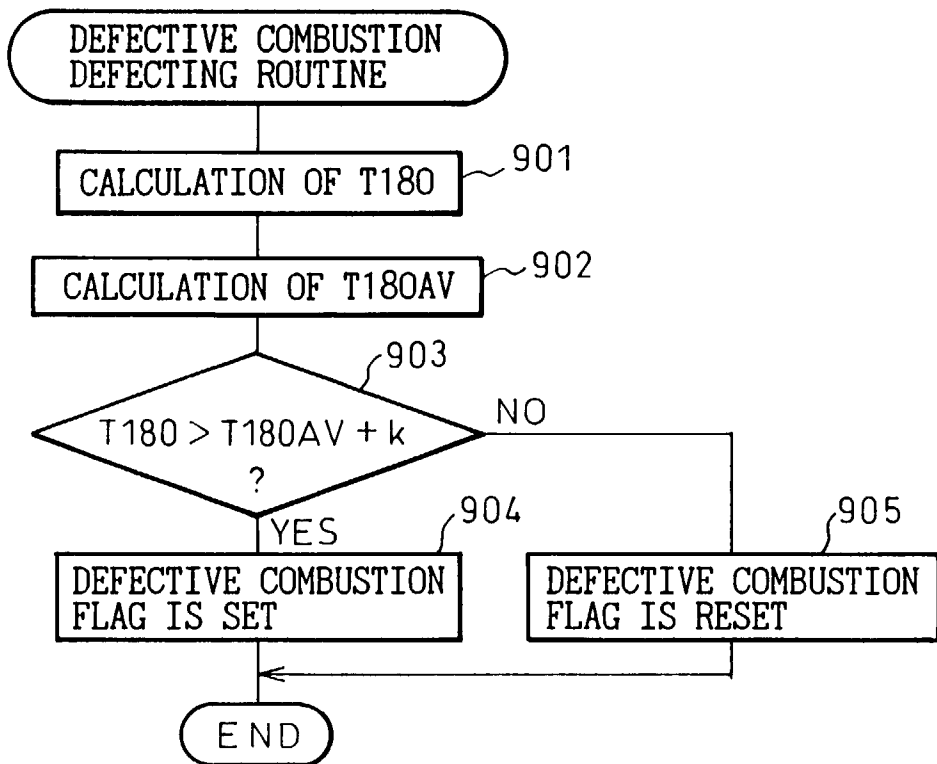 DEFECTIVE COMBUSTION
DEFECTING ROUTINE
CALCULATION OF T180
901
CALCULATION OF T180AV
902
903
T180 > T180AV + k
?
NO
YES
904
DEFECTIVE COMBUSTION
FLAG IS SET
905
DEFECTIVE COMBUSTION
FLAG IS RESET
END